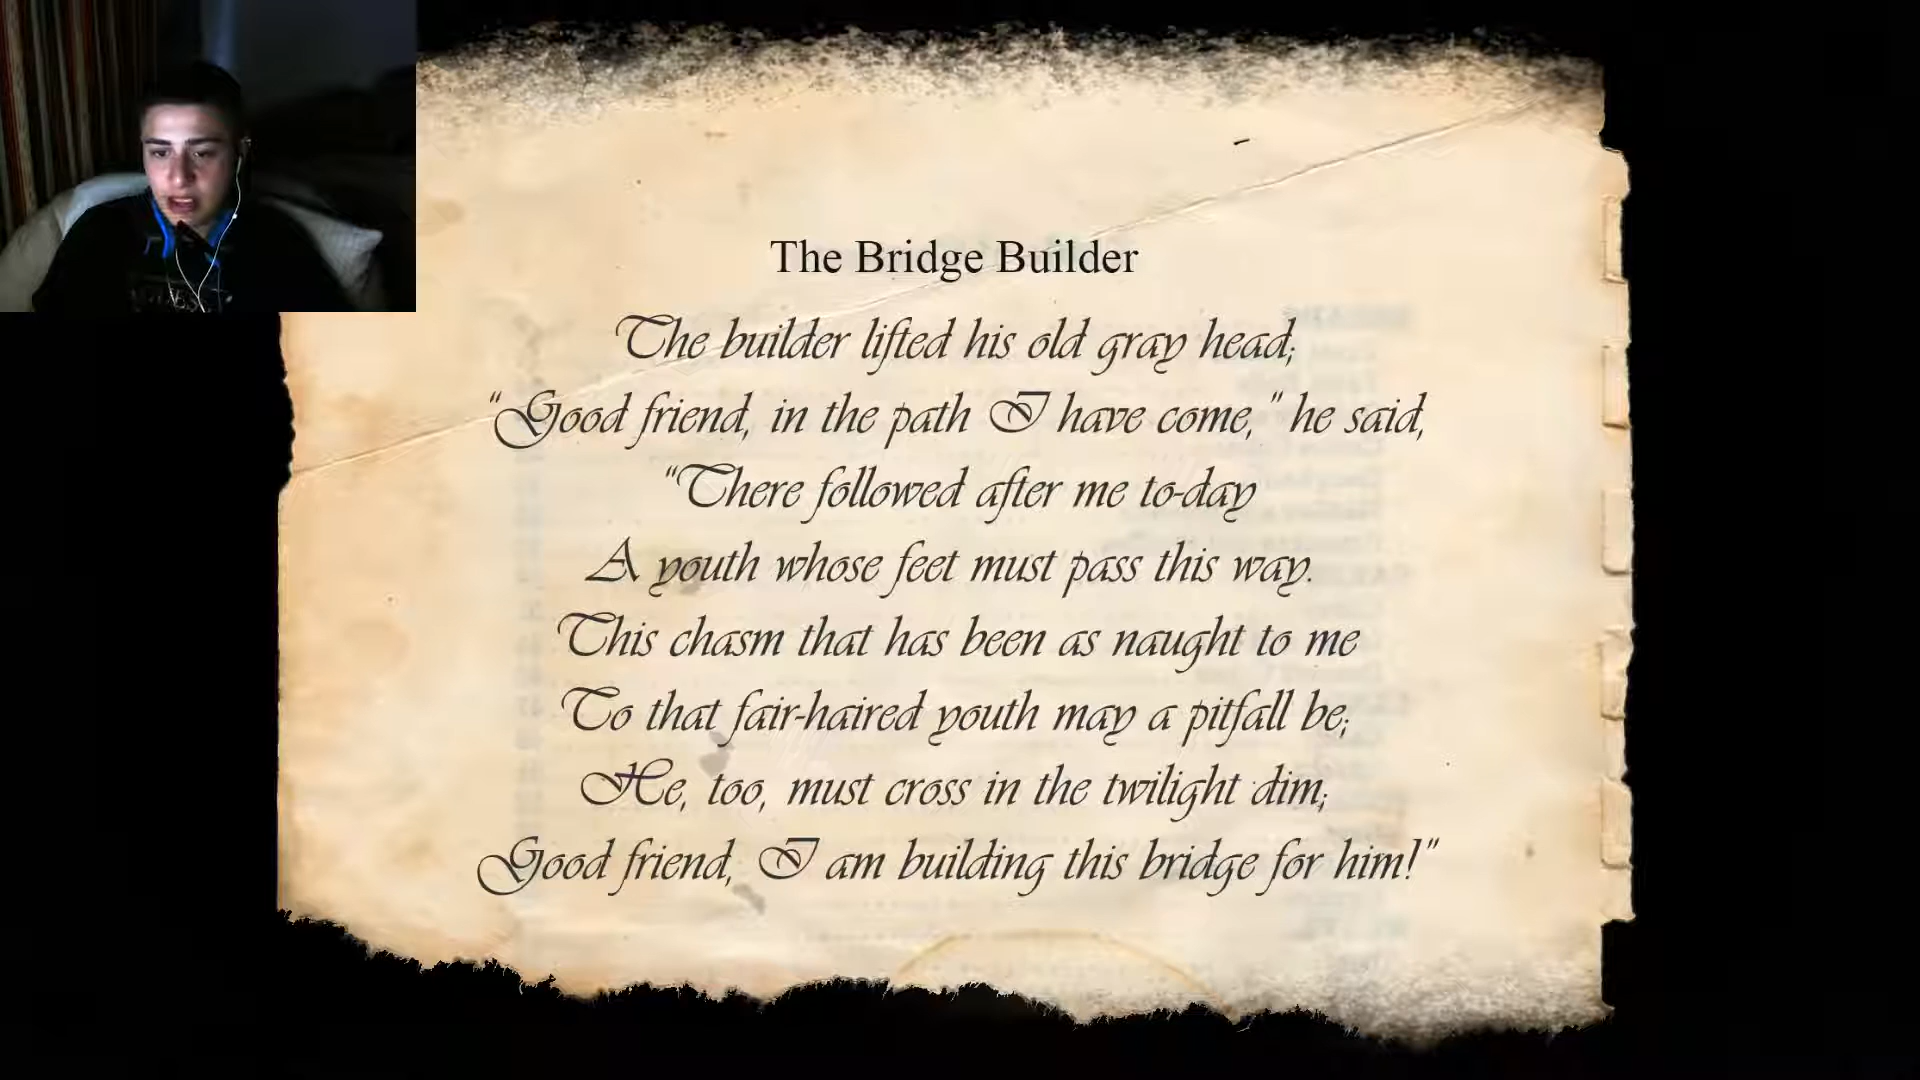 The Bridge Builder
The builder lifted his old gray head;
"Good friend, in the path I have come," he said,
"There followed after me to-day
A youth whose feet must pass this way.
This chasm that has been as naught to me
To that fair-haired youth may a pitfall be;
He, too, must cross in the twilight dim;
Good friend, I am building this bridge for him!"